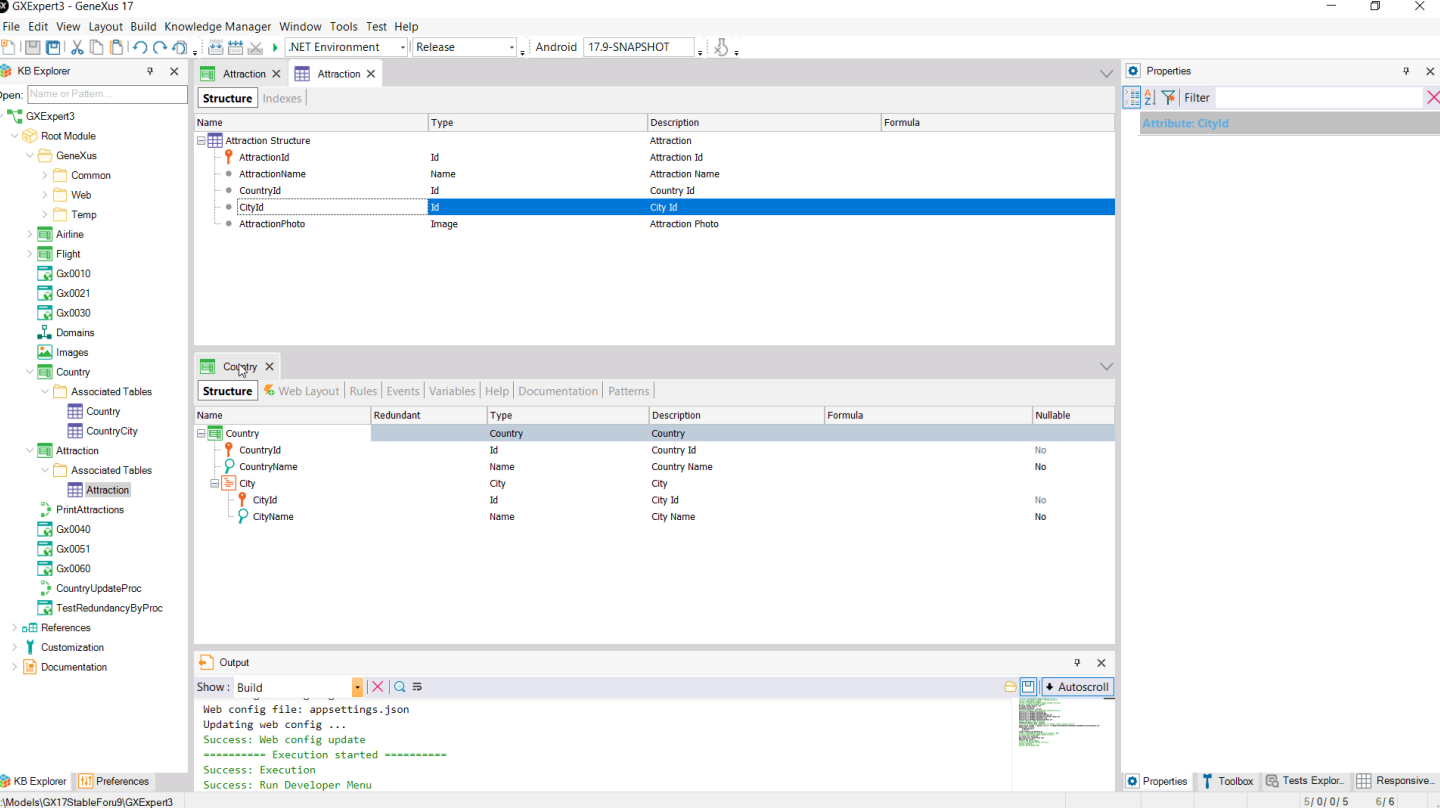 GXExpert3 - GeneXus 17
File Edit View Layout Build Knowledge Manager Window Tools Test Help
.NET Environment Release Android 17.9-SNAPSHOT
KB Explorer
Open: Name or Pattern ...
GXExpert3
Root Module
GeneXus
Common
Web
Temp
Airline
Flight
Gx0010
Gx0021
Gx0030
Domains
Images
Country
Associated Tables
Country
CountryCity
Attraction
Associated Tables
Attraction
PrintAttractions
Gx0040
Gx0051
Gx0060
CountryUpdateProc
TestRedundancyByProc
References
Customization
Documentation
KB Explorer Preferences
Attraction Attraction
Structure Indexes
Name Type Description Formula
Attraction Structure Attraction
AttractionId Id Attraction Id
AttractionName Name Attraction Name
CountryId Id Country Id
CityId Id City Id
AttractionPhoto Image Attraction Photo
Country
Structure Web Layout Rules Events Variables Help Documentation Patterns
Name Redundant Type Description Formula Nullable
Country Country Country
CountryId Id Country Id No
CountryName Name Country Name No
City City City
CityId Id City Id No
CityName Name City Name No
Output
Show : Build Autoscroll
Web config file: appsettings.json
Updating web config ...
Success: Web config update
========== Execution started ==========
Success: Execution
Success: Run Developer Menu
Properties
Filter
Attribute: CityId
Properties Toolbox Tests Explor... Responsive...
:\Models\GX17StableForu9\GXExpert3 5/ 0/ 0/ 5 6/ 6